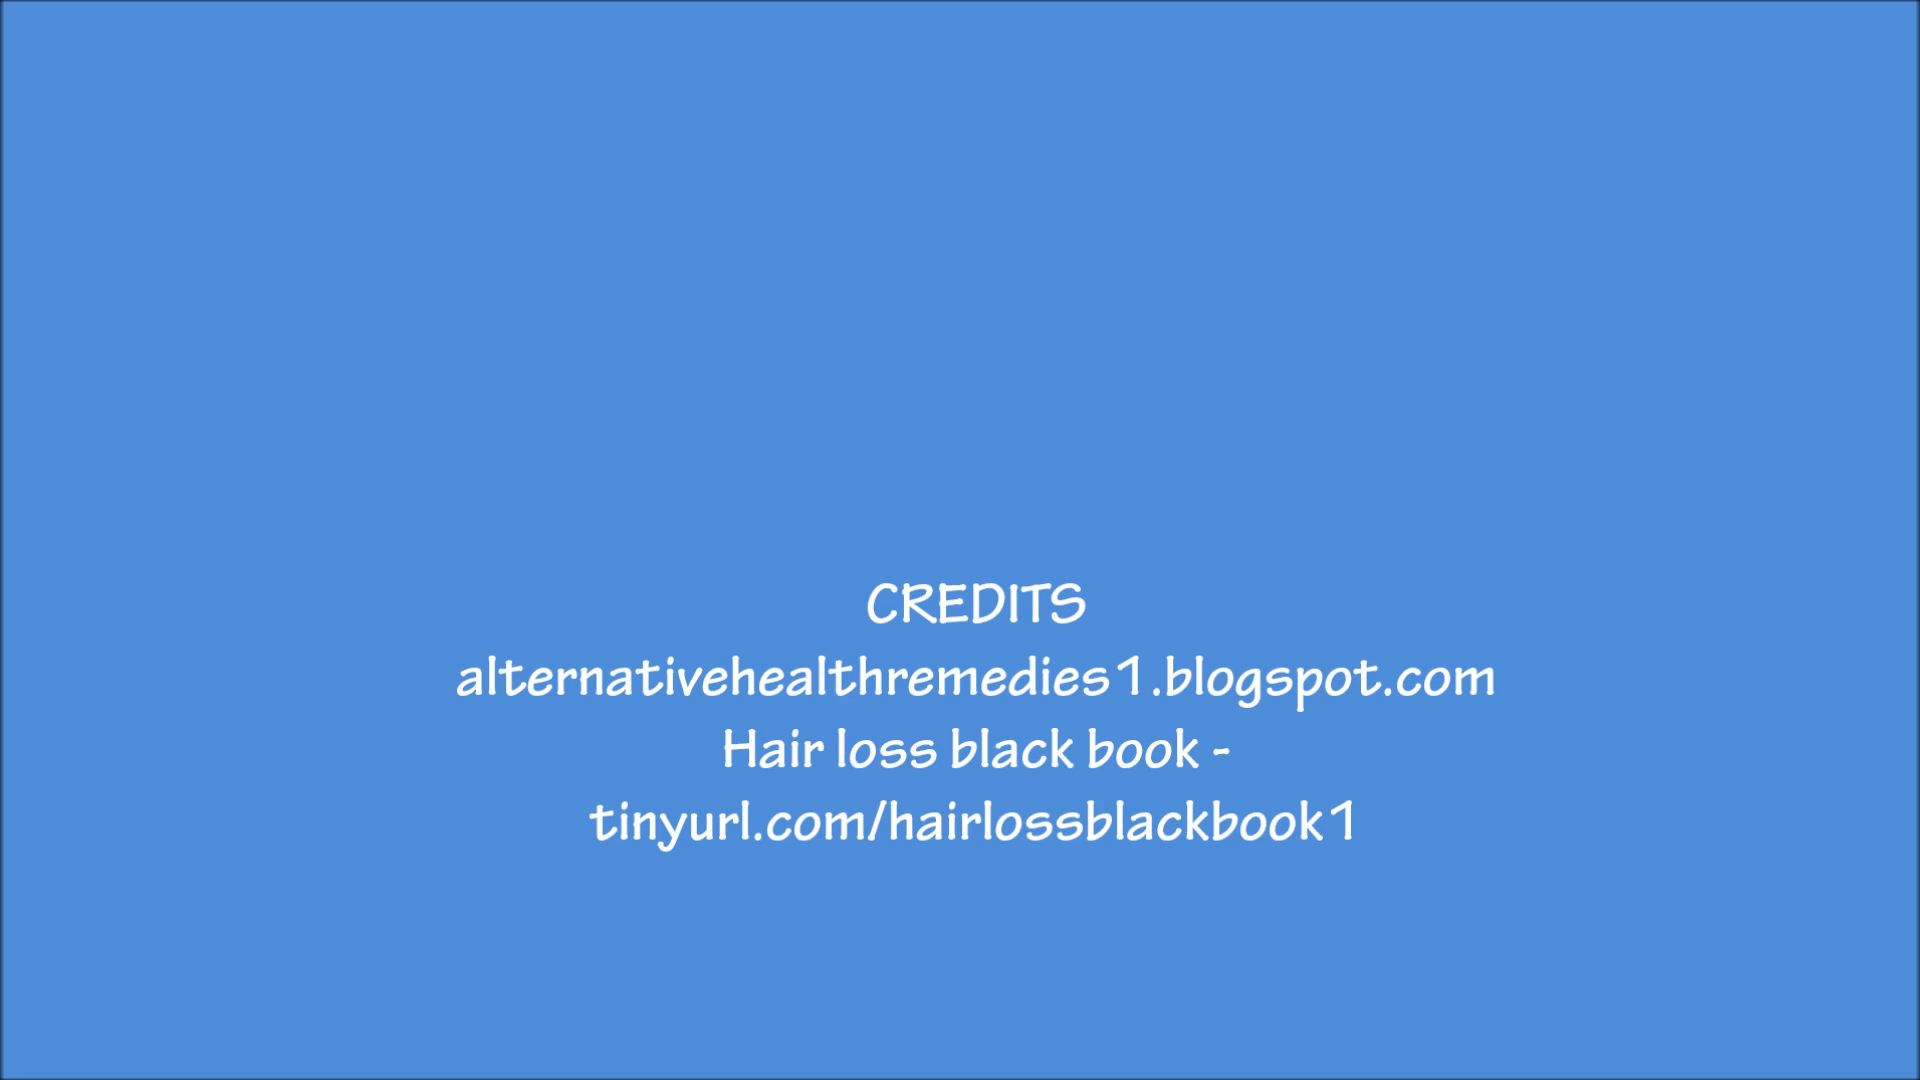 CREDITS
alternativehealthremedies1.blogspot.com
Hair loss black book -
tinyurl.com/hairlossblackbook1